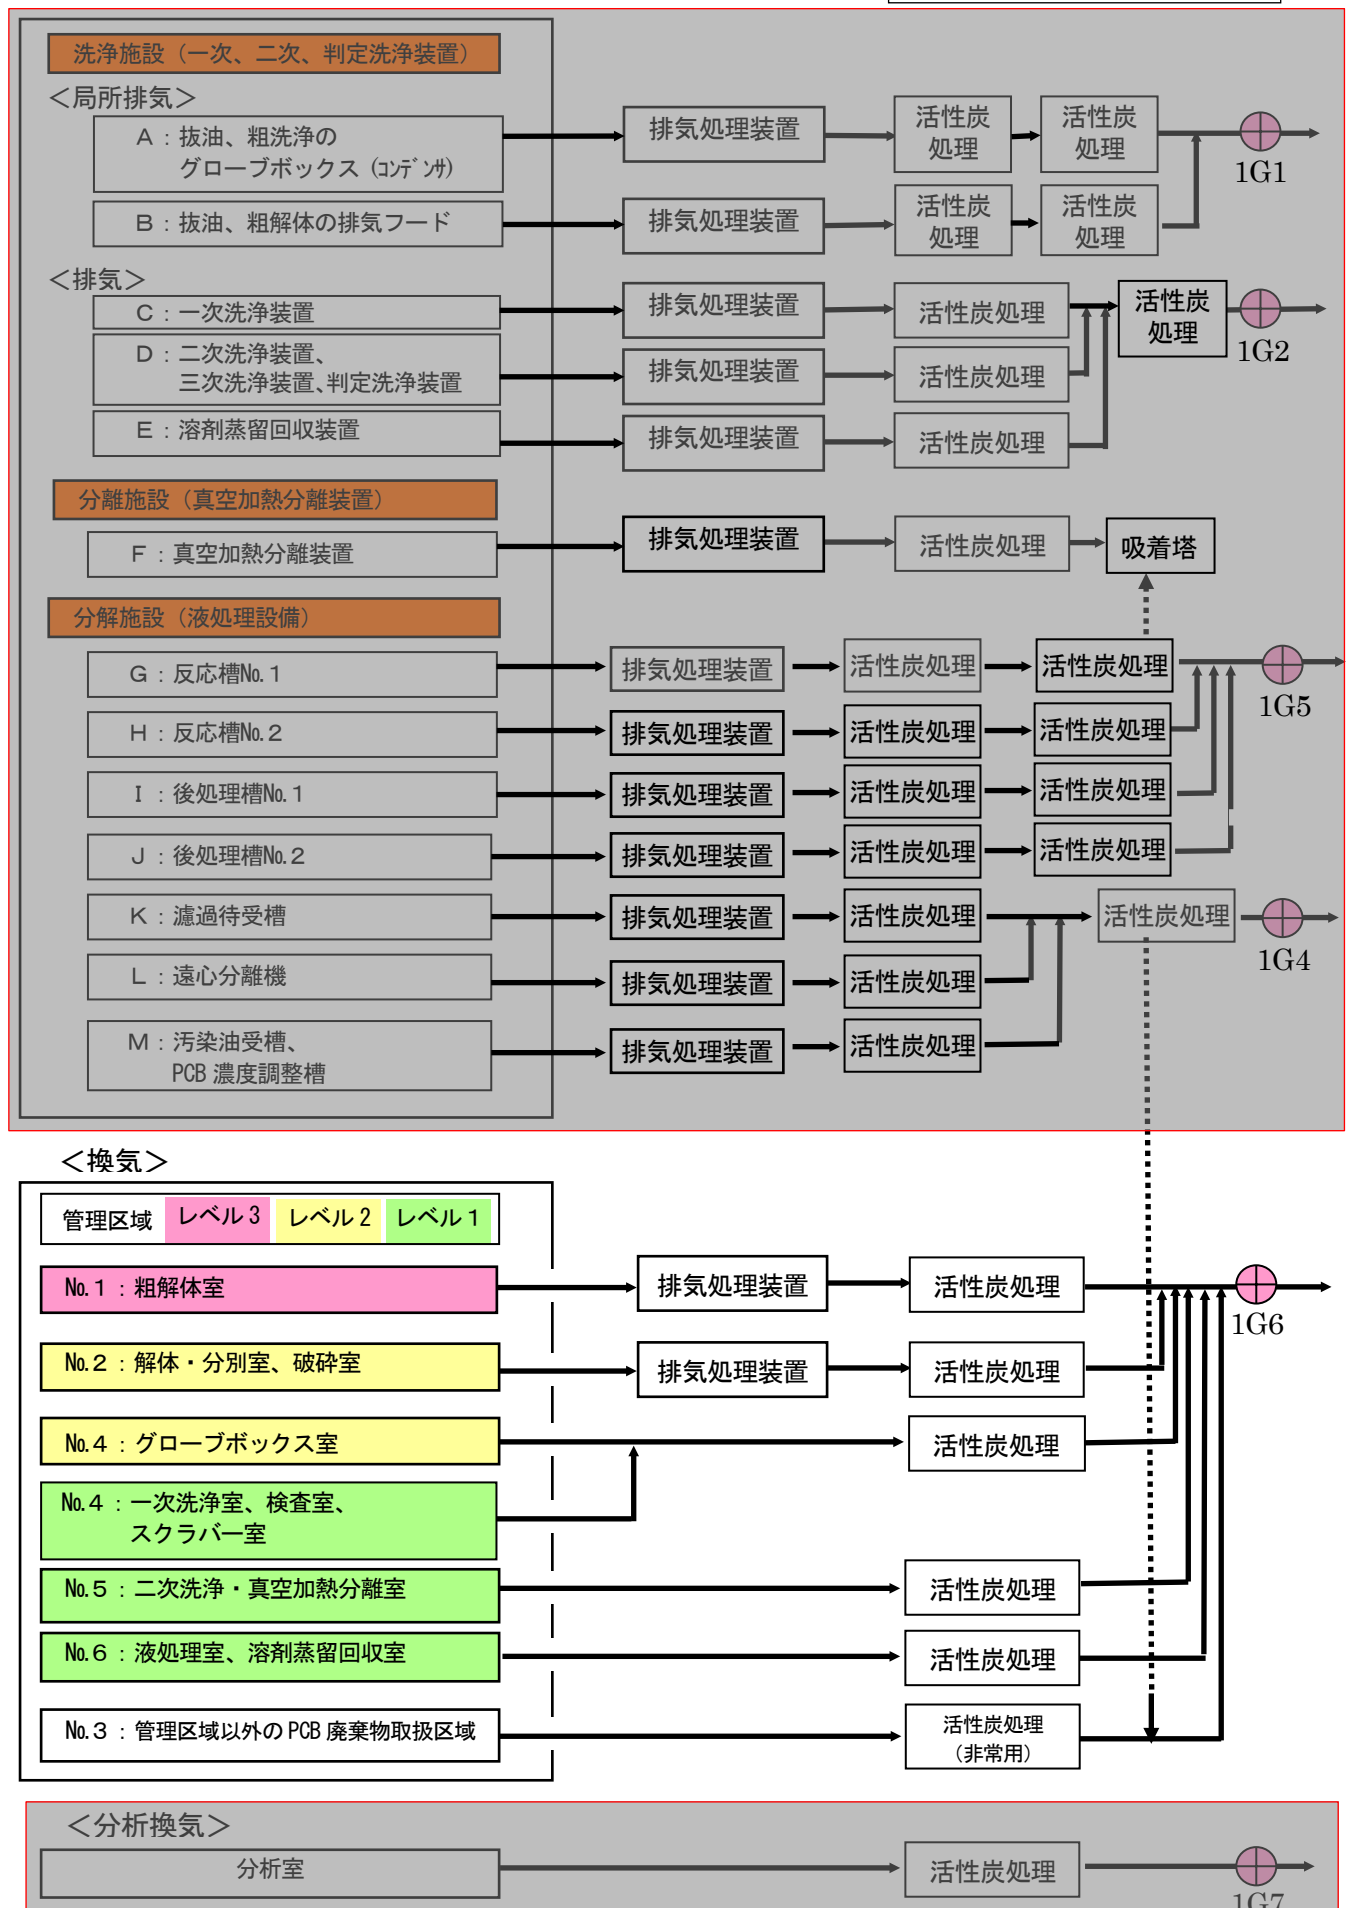 洗浄施設（一次、二次、判定洗浄装置）
＜局所排気＞
A：抜油、粗洗浄の
グローブボックス（ｺﾝﾃﾞﾝｻ）
排気処理装置
活性炭
処理
活性炭
処理
1G1
B：抜油、粗解体の排気フード
排気処理装置
活性炭
処理
活性炭
処理
＜排気＞
C：一次洗浄装置
排気処理装置
活性炭処理
活性炭
処理
1G2
D：二次洗浄装置、
三次洗浄装置、判定洗浄装置
排気処理装置
活性炭処理
E：溶剤蒸留回収装置
排気処理装置
活性炭処理
分離施設（真空加熱分離装置）
F：真空加熱分離装置
排気処理装置
活性炭処理
吸着塔
分解施設（液処理設備）
G：反応槽№1
排気処理装置
活性炭処理
活性炭処理
1G5
H：反応槽№2
排気処理装置
活性炭処理
活性炭処理
I：後処理槽№1
排気処理装置
活性炭処理
活性炭処理
J：後処理槽№2
排気処理装置
活性炭処理
活性炭処理
K：濾過待受槽
排気処理装置
活性炭処理
活性炭処理
1G4
L：遠心分離機
排気処理装置
活性炭処理
M：汚染油受槽、
PCB濃度調整槽
排気処理装置
活性炭処理
＜換気＞
管理区域 レベル3 レベル2 レベル1
№1：粗解体室
排気処理装置
活性炭処理
1G6
№2：解体・分別室、破砕室
排気処理装置
活性炭処理
№4：グローブボックス室
活性炭処理
№4：一次洗浄室、検査室、
スクラバー室
№5：二次洗浄・真空加熱分離室
活性炭処理
№6：液処理室、溶剤蒸留回収室
活性炭処理
№3：管理区域以外のPCB廃棄物取扱区域
活性炭処理
（非常用）
＜分析換気＞
分析室
活性炭処理
1G7